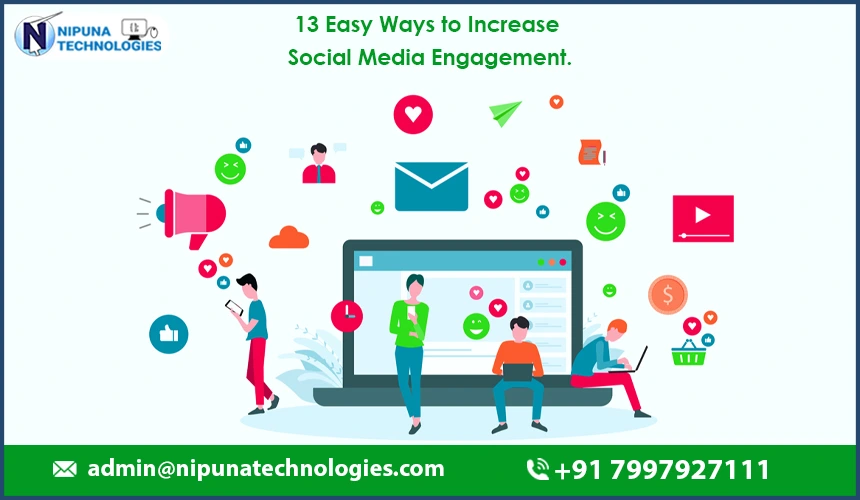 NIPUNA
TECHNOLOGIES
13 Easy Ways to Increase
Social Media Engagement.
$
admin@nipunatechnologies.com
+91 7997927111